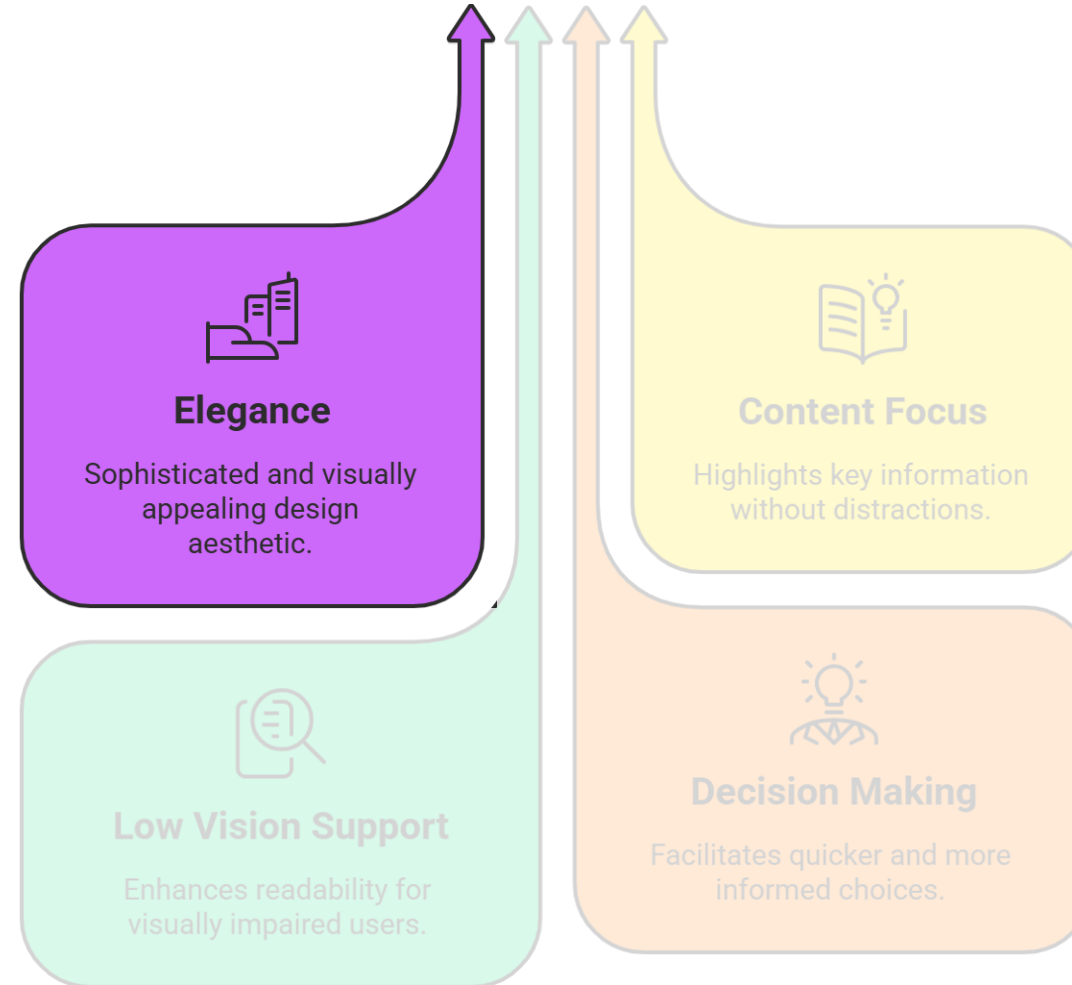 Elegance
Sophisticated and visually
appealing design
aesthetic.
Content Focus
Highlights key information
without distractions.
Low Vision Support
Enhances readability for
visually impaired users.
Decision Making
Facilitates quicker and more
informed choices.